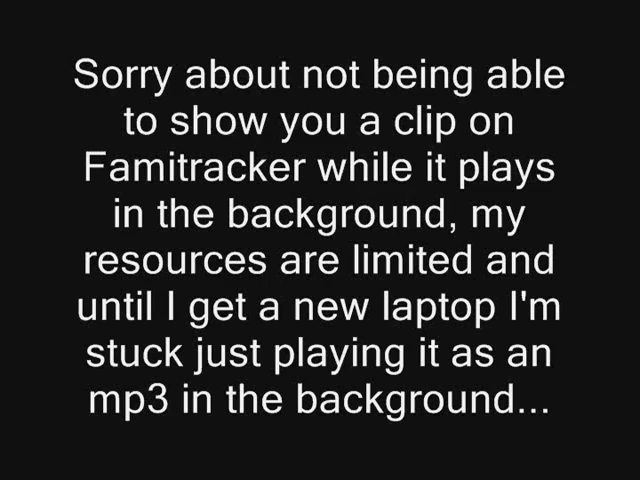 Sorry about not being able
to show you a clip on
Famitracker while it plays
in the background, my
resources are limited and
until I get a new laptop I'm
stuck just playing it as an
mp3 in the background...